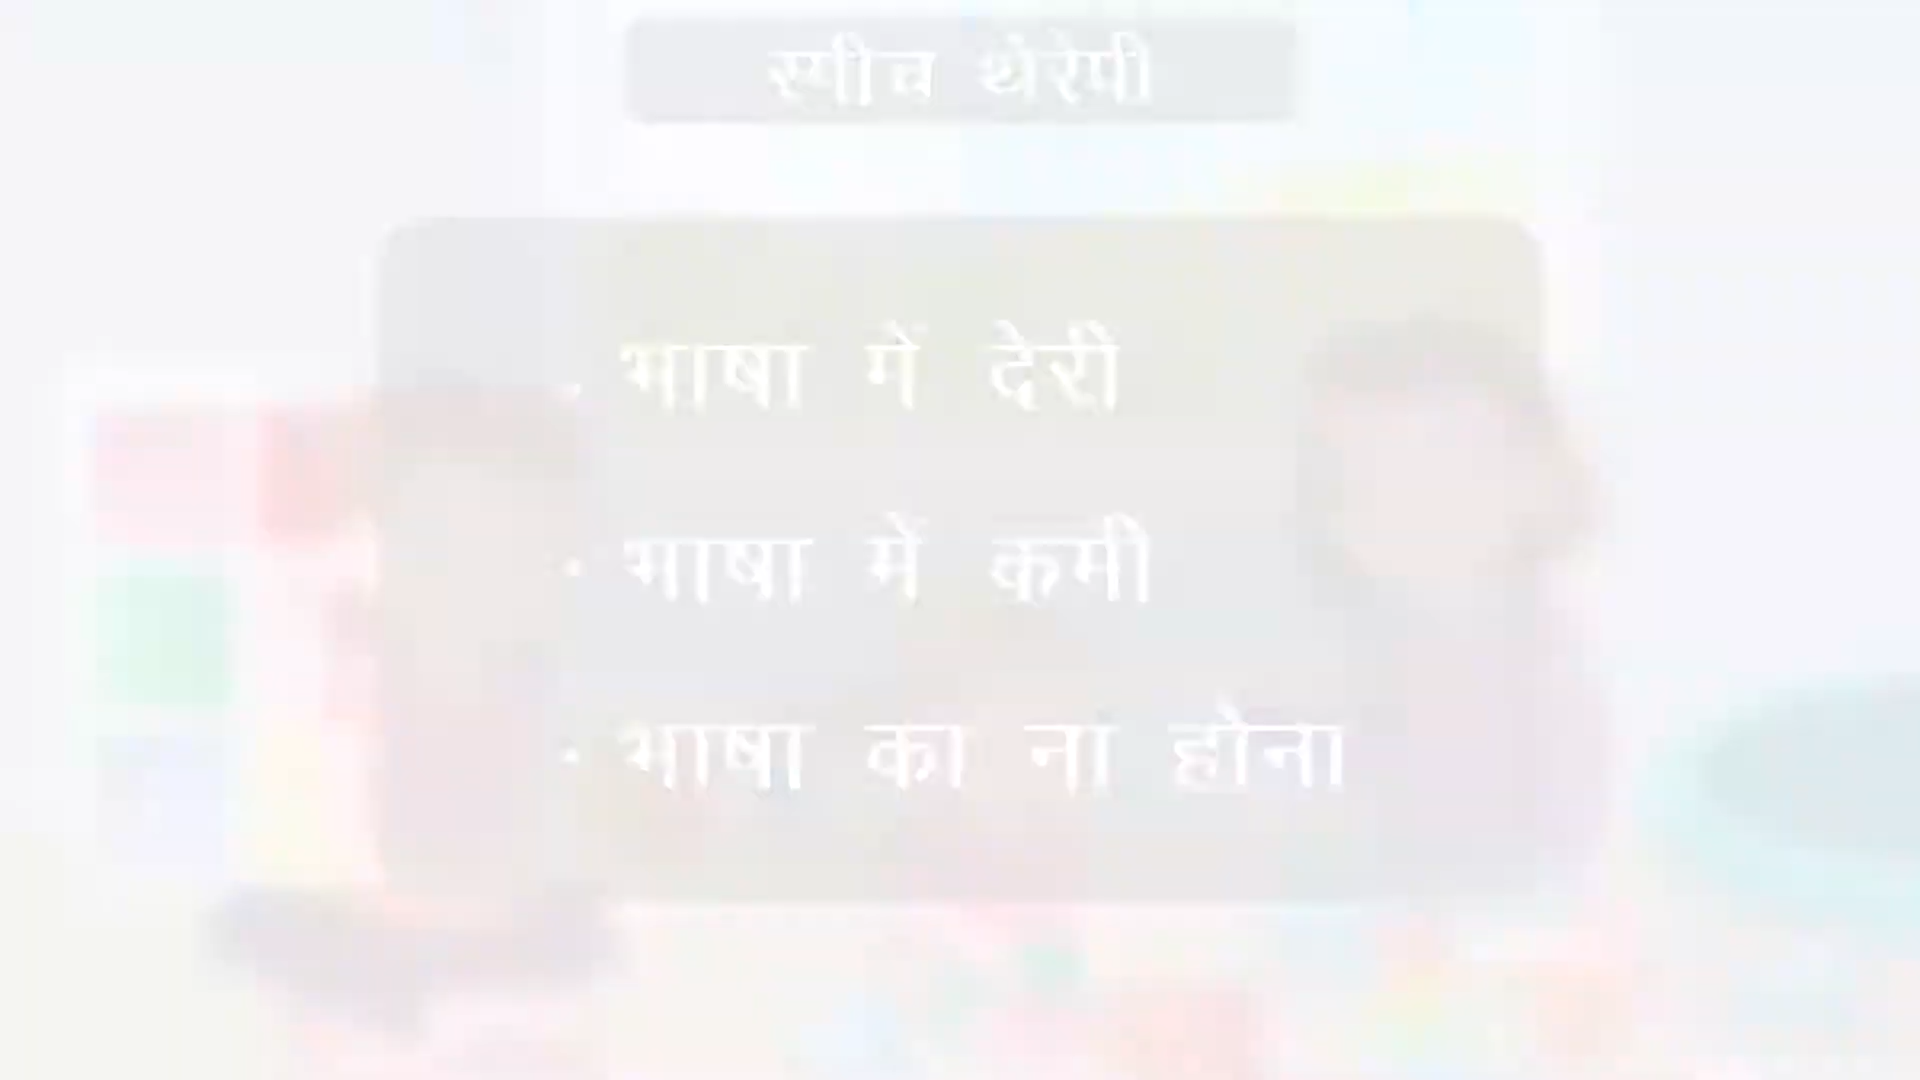 स्पीच थेरेपी
· भाषा में देरी
· भाषा में कमी
· भाषा का ना होना